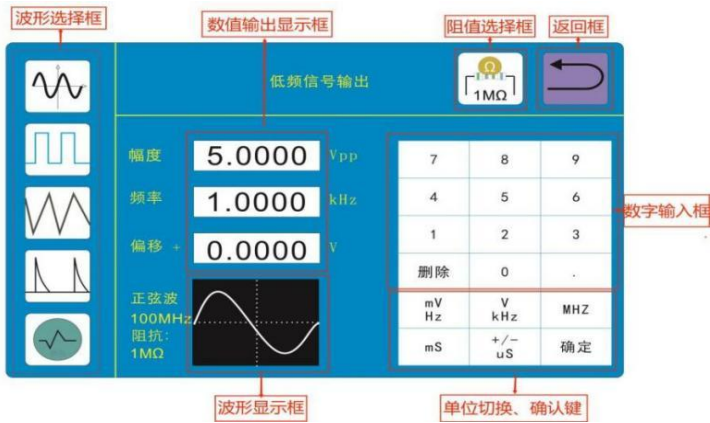 波形选择框
数值输出显示框
阻值选择框
返回框
低频信号输出
Ω
1MΩ
幅度
5.0000
Vpp
频率
1.0000
kHz
偏移 +
0.0000
V
7
8
9
4
5
6
1
2
3
删除
0
.
数字输入框
正弦波
100MHz
阻抗:
1MΩ
mV
Hz
V
kHz
MHZ
mS
+/-
uS
确定
波形显示框
单位切换、确认键